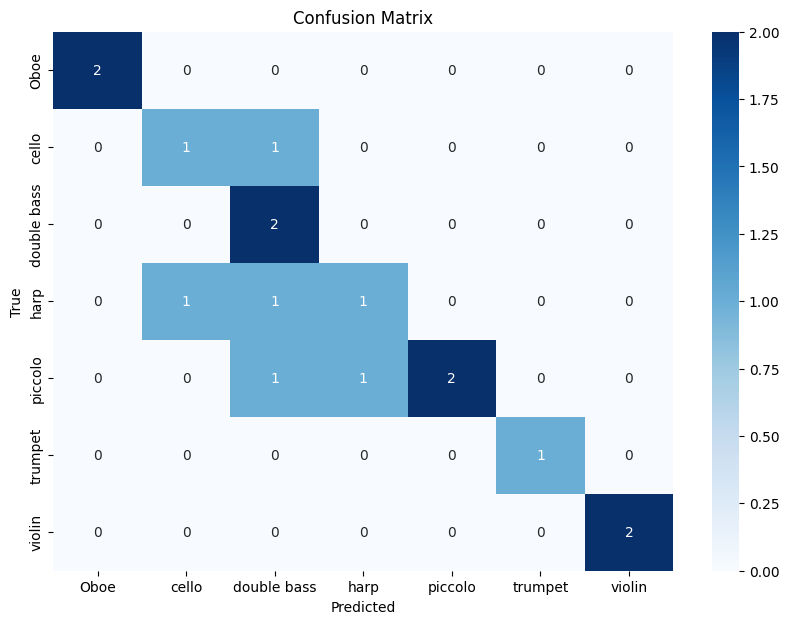 Confusion Matrix
True
Oboe 2 0 0 0 0 0 0
cello 0 1 1 0 0 0 0
double bass 0 0 2 0 0 0 0
harp 0 1 1 1 0 0 0
piccolo 0 0 1 1 2 0 0
trumpet 0 0 0 0 0 1 0
violin 0 0 0 0 0 0 2
Oboe cello double bass harp piccolo trumpet violin
Predicted
2.00
1.75
1.50
1.25
1.00
0.75
0.50
0.25
0.00